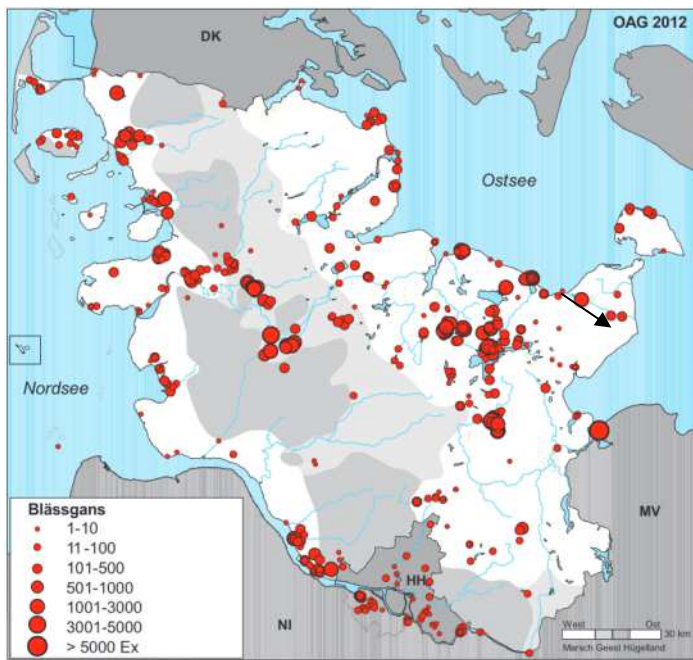 DK
OAG 2012
Ostsee
Nordsee
MV
HH
NI
Blässgans
1-10
11-100
101-500
501-1000
1001-3000
3001-5000
> 5000 Ex
West Ost
30 km
Marsch Geest Hügelland